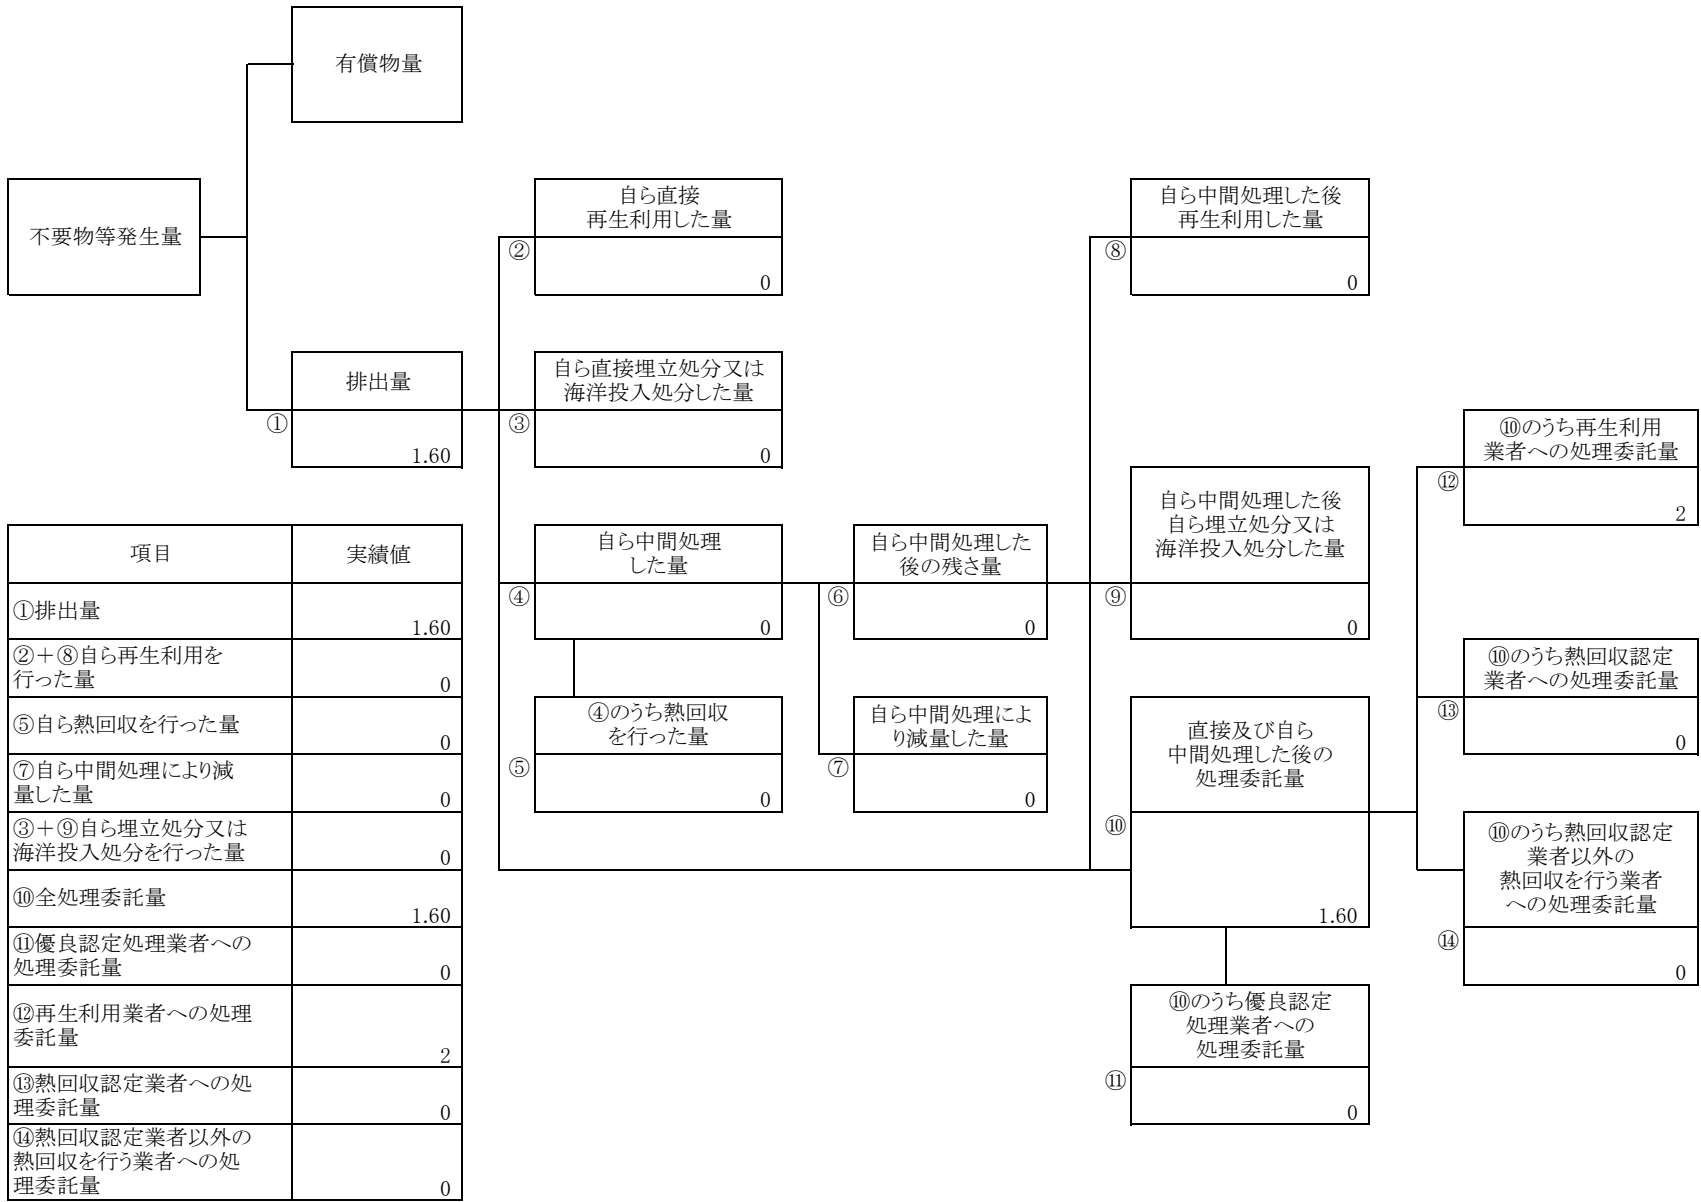 有償物量
不要物等発生量
排出量
①
1.60
自ら直接
再生利用した量
②
0
自ら直接埋立処分又は
海洋投入処分した量
③
0
自ら中間処理
した量
④
0
④のうち熱回収
を行った量
⑤
0
自ら中間処理した
後の残さ量
⑥
0
自ら中間処理によ
り減量した量
⑦
0
自ら中間処理した後
再生利用した量
⑧
0
自ら中間処理した後
自ら埋立処分又は
海洋投入処分した量
⑨
0
直接及び自ら
中間処理した後の
処理委託量
⑩
1.60
⑩のうち優良認定
処理業者への
処理委託量
⑪
0
⑩のうち再生利用
業者への処理委託量
⑫
2
⑩のうち熱回収認定
業者への処理委託量
⑬
0
⑩のうち熱回収認定
業者以外の
熱回収を行う業者
への処理委託量
⑭
0
項目 実績値
①排出量
1.60
②＋⑧自ら再生利用を
行った量
0
⑤自ら熱回収を行った量
0
⑦自ら中間処理により減
量した量
0
③＋⑨自ら埋立処分又は
海洋投入処分を行った量
0
⑩全処理委託量
1.60
⑪優良認定処理業者への
処理委託量
0
⑫再生利用業者への処理
委託量
2
⑬熱回収認定業者への処
理委託量
0
⑭熱回収認定業者以外の
熱回収を行う業者への処
理委託量
0